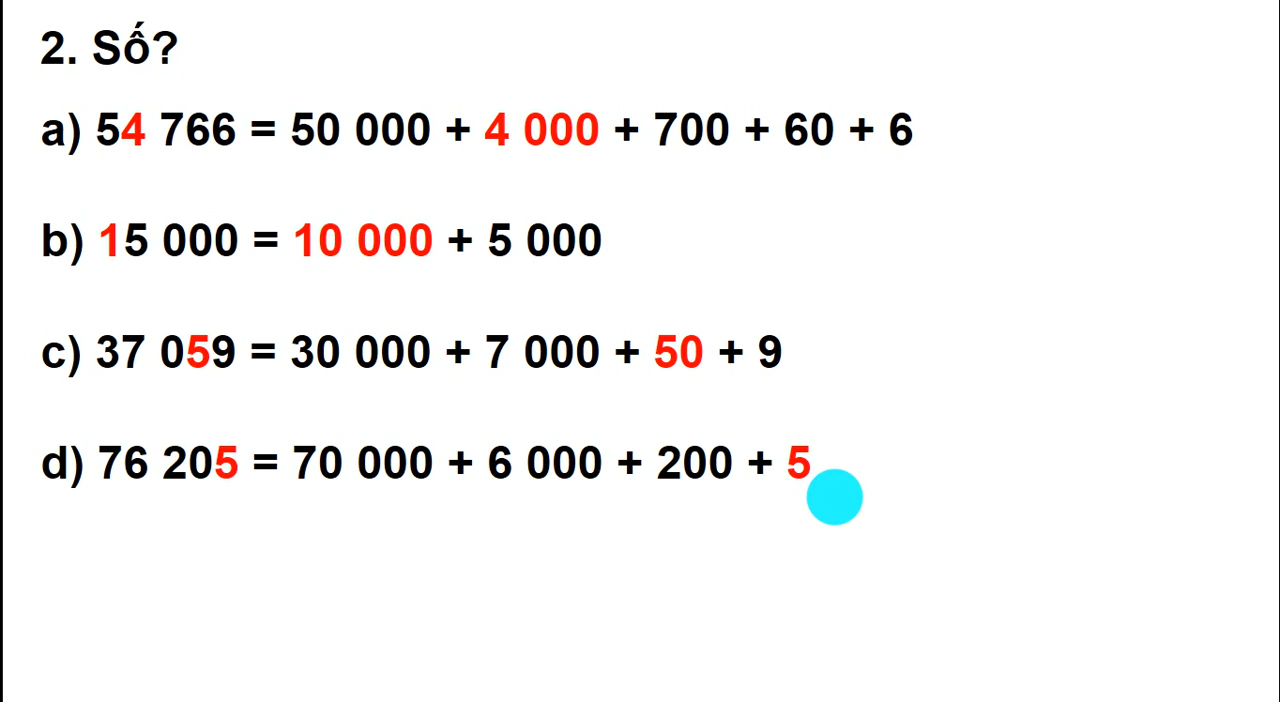 2. Số?
a) 54 766 = 50 000 + 4 000 + 700 + 60 + 6
b) 15 000 = 10 000 + 5 000
c) 37 059 = 30 000 + 7 000 + 50 + 9
d) 76 205 = 70 000 + 6 000 + 200 + 5